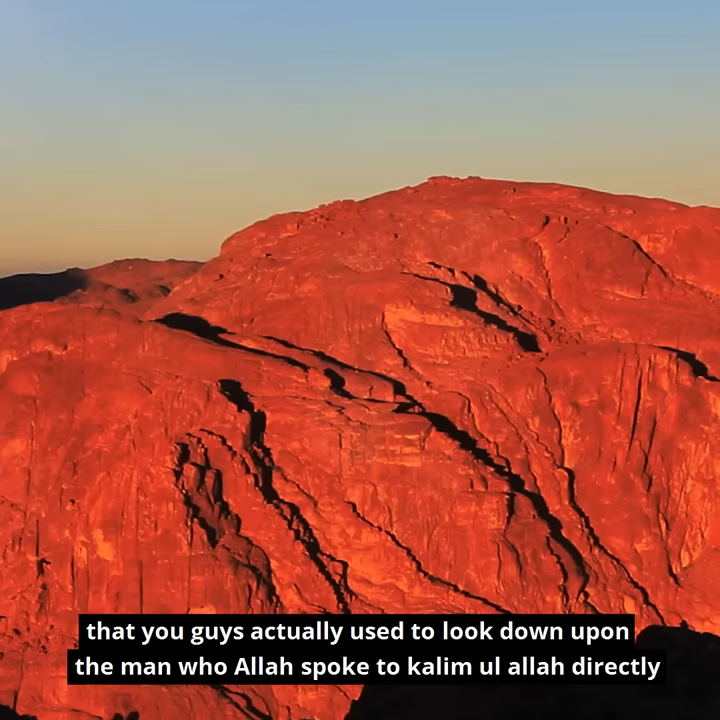 that you guys actually used to look down upon
the man who Allah spoke to kalim ul allah directly